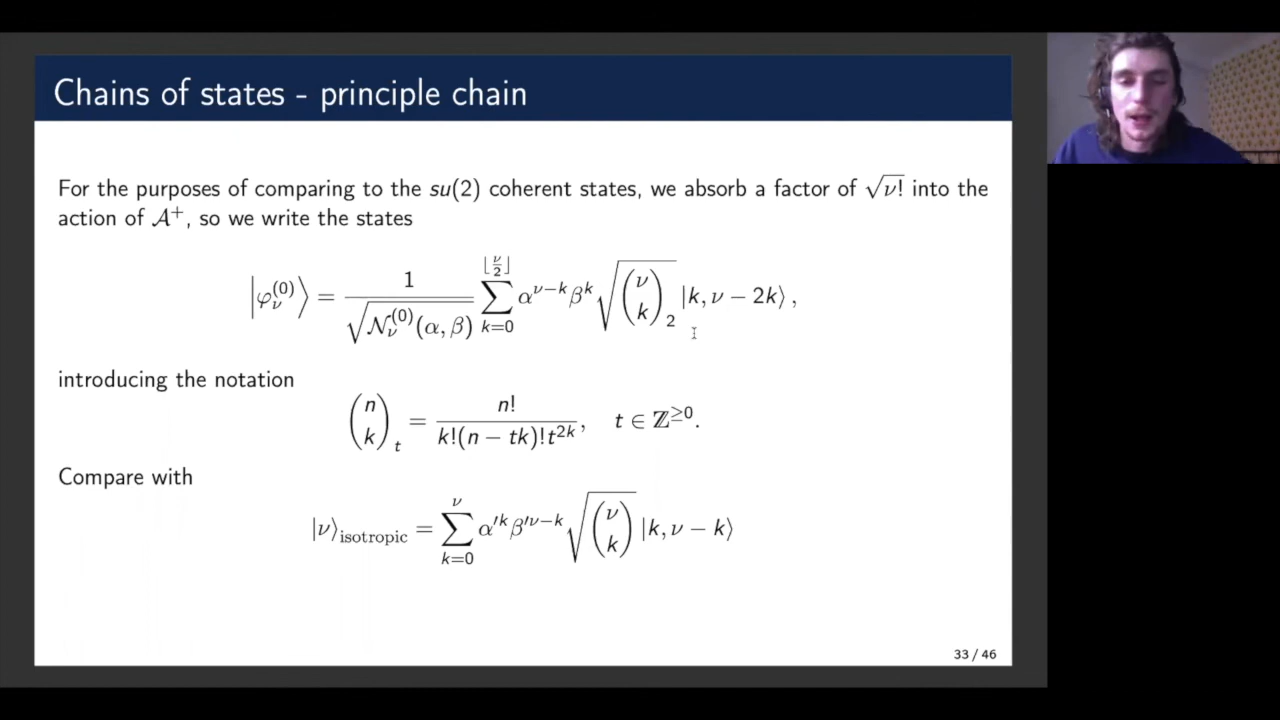 Chains of states - principle chain
For the purposes of comparing to the su(2) coherent states, we absorb a factor of √ν! into the
action of 𝒜⁺, so we write the states
|φ_ν^(0)⟩ = 1/√(𝒩_ν^(0)(α, β)) ∑_{k=0}^{⌊ν/2⌋} α^{ν−k} β^k √(ν k)_2 |k, ν − 2k⟩ ,
introducing the notation
(n k)_t = n! / (k!(n − tk)!t^{2k}), t ∈ ℤ^{≥0}.
Compare with
|ν⟩_isotropic = ∑_{k=0}^{ν} α′^k β′^{ν−k} √(ν k) |k, ν − k⟩
33 / 46